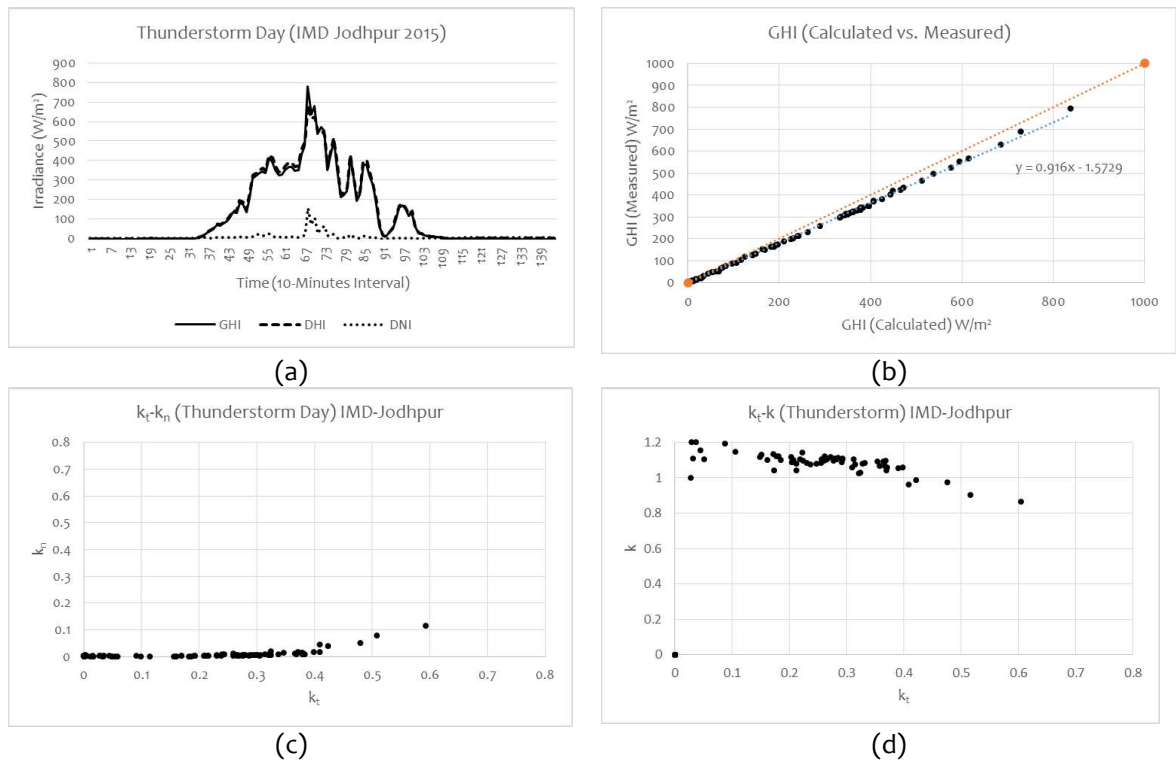 Thunderstorm Day (IMD Jodhpur 2015)
Irradiance (W/m²)
900
800
700
600
500
400
300
200
100
0
1 7 13 19 25 31 37 43 49 55 61 67 73 79 85 91 97 103 109 115 121 127 133 139
Time (10-Minutes Interval)
GHI DHI DNI
(a)
GHI (Calculated vs. Measured)
GHI (Measured) W/m²
1000
900
800
700
600
500
400
300
200
100
0
y = 0.916x - 1.5729
0 200 400 600 800 1000
GHI (Calculated) W/m²
(b)
kₜ-kₙ (Thunderstorm Day) IMD-Jodhpur
kₙ
0.8
0.7
0.6
0.5
0.4
0.3
0.2
0.1
0
0 0.1 0.2 0.3 0.4 0.5 0.6 0.7 0.8
kₜ
(c)
kₜ-k (Thunderstorm) IMD-Jodhpur
k
1.2
1
0.8
0.6
0.4
0.2
0
0 0.1 0.2 0.3 0.4 0.5 0.6 0.7 0.8
kₜ
(d)